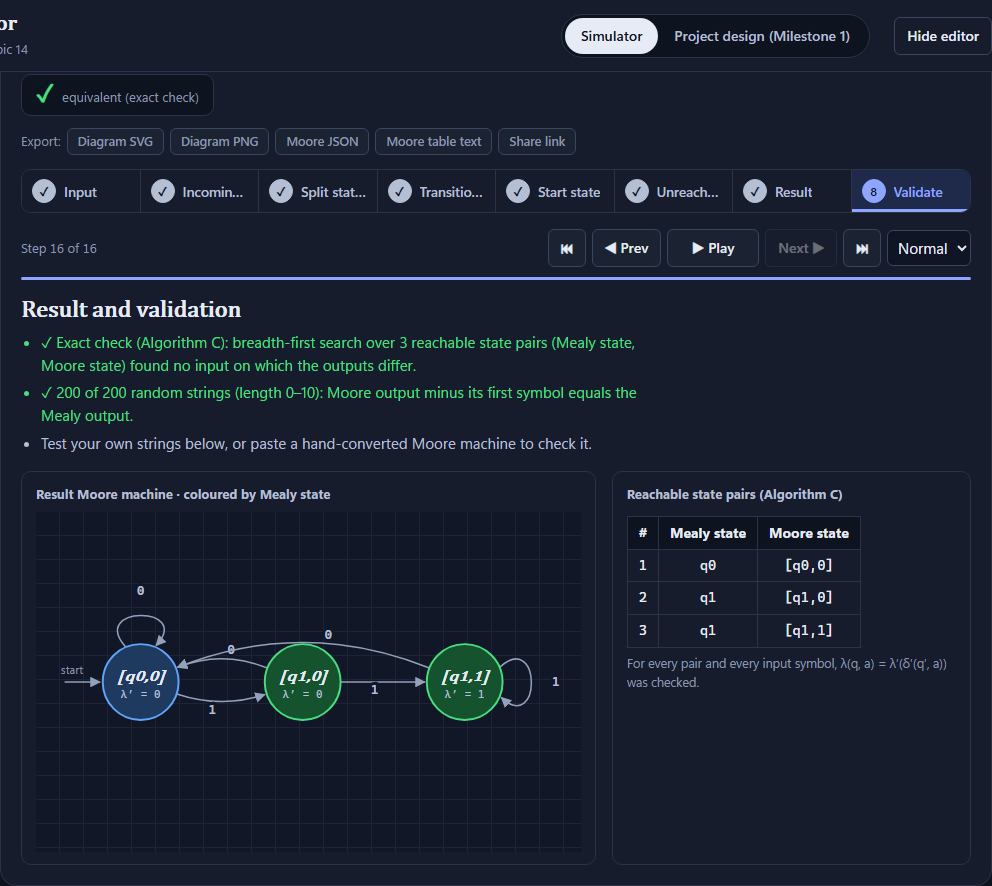 or
Simulator
Project design (Milestone 1)
Hide editor
pic 14
✓ equivalent (exact check)
Export: Diagram SVG Diagram PNG Moore JSON Moore table text Share link
✓ Input ✓ Incomin... ✓ Split stat... ✓ Transitio... ✓ Start state ✓ Unreach... ✓ Result 8 Validate
Step 16 of 16
⏮ ◀ Prev ▶ Play Next ▶ ⏭ Normal
Result and validation
• ✓ Exact check (Algorithm C): breadth-first search over 3 reachable state pairs (Mealy state,
Moore state) found no input on which the outputs differ.
• ✓ 200 of 200 random strings (length 0–10): Moore output minus its first symbol equals the
Mealy output.
• Test your own strings below, or paste a hand-converted Moore machine to check it.
Result Moore machine · coloured by Mealy state
0
0
0
start
[q0,0]
λ' = 0
[q1,0]
λ' = 0
[q1,1]
λ' = 1
1
1
1
Reachable state pairs (Algorithm C)
# Mealy state Moore state
1 q0 [q0,0]
2 q1 [q1,0]
3 q1 [q1,1]
For every pair and every input symbol, λ(q, a) = λ'(δ'(q', a))
was checked.